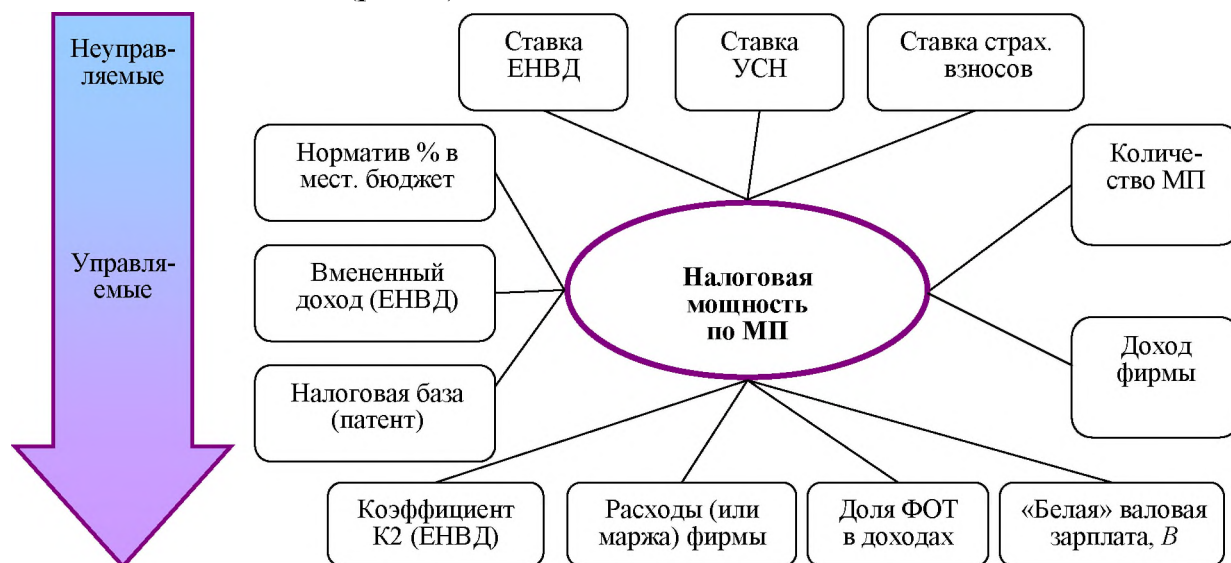 Неуправ-
ляемые
Управля-
емые
Ставка
ЕНВД
Ставка
УСН
Ставка страх.
взносов
Норматив % в
мест. бюджет
Количе-
ство МП
Вмененный
доход (ЕНВД)
Налоговая
мощность
по МП
Доход
фирмы
Налоговая база
(патент)
Коэффициент
К2 (ЕНВД)
Расходы (или
маржа) фирмы
Доля ФОТ
в доходах
«Белая» валовая
зарплата, B